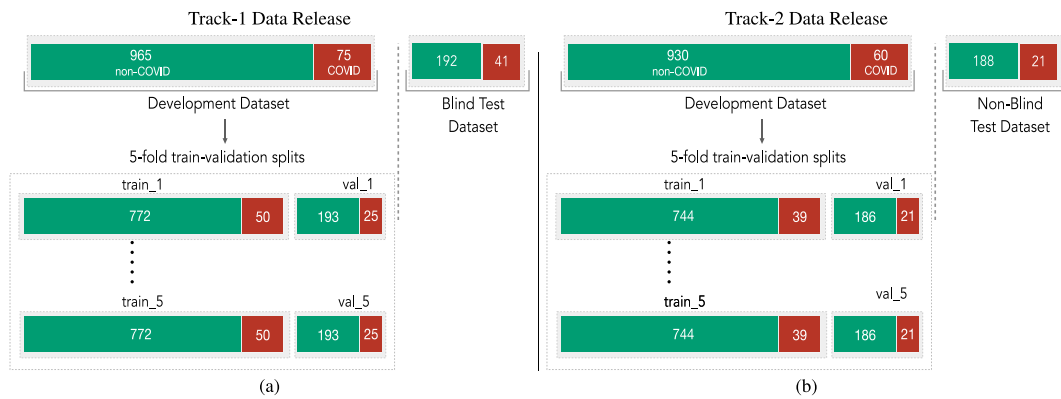 Track-1 Data Release
965
non-COVID
75
COVID
192
41
Development Dataset
Blind Test
Dataset
5-fold train-validation splits
train_1
val_1
772
50
193
25
train_5
val_5
772
50
193
25
(a)
Track-2 Data Release
930
non-COVID
60
COVID
188
21
Development Dataset
Non-Blind
Test Dataset
5-fold train-validation splits
train_1
val_1
744
39
186
21
train_5
val_5
744
39
186
21
(b)